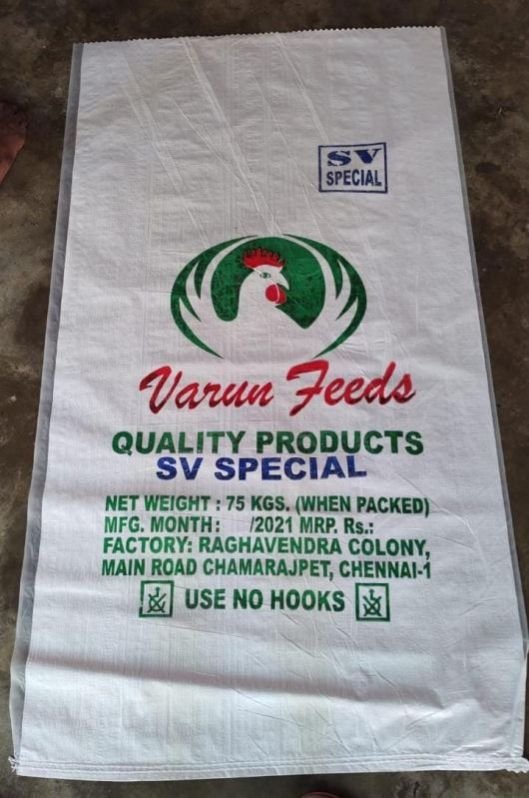 SV
SPECIAL
Varun Feeds
QUALITY PRODUCTS
SV SPECIAL
NET WEIGHT : 75 KGS. (WHEN PACKED)
MFG. MONTH : /2021 MRP. Rs.:
FACTORY: RAGHAVENDRA COLONY,
MAIN ROAD CHAMARAJPET, CHENNAI-1
USE NO HOOKS